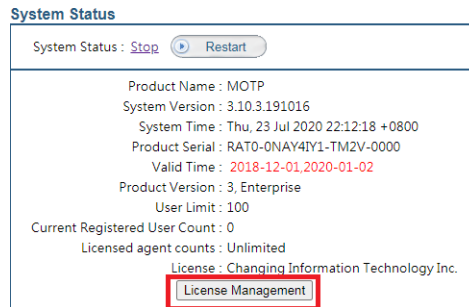 System Status
System Status : Stop Restart
Product Name : MOTP
System Version : 3.10.3.191016
System Time : Thu, 23 Jul 2020 22:12:18 +0800
Product Serial : RAT0-0NAY4IY1-TM2V-0000
Valid Time : 2018-12-01,2020-01-02
Product Version : 3, Enterprise
User Limit : 100
Current Registered User Count : 0
Licensed agent counts : Unlimited
License : Changing Information Technology Inc.
License Management